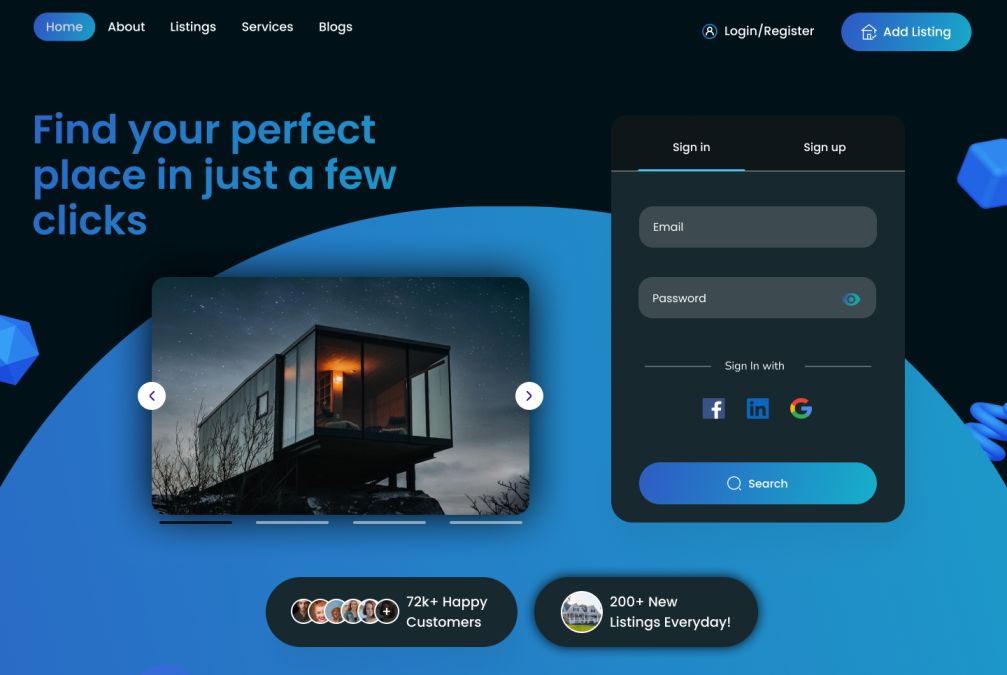 Home
About
Listings
Services
Blogs
Login/Register
Add Listing
Find your perfect
place in just a few
clicks
Sign in
Sign up
Email
Password
Sign In with
f
in
G
Search
+
72k+ Happy
Customers
200+ New
Listings Everyday!